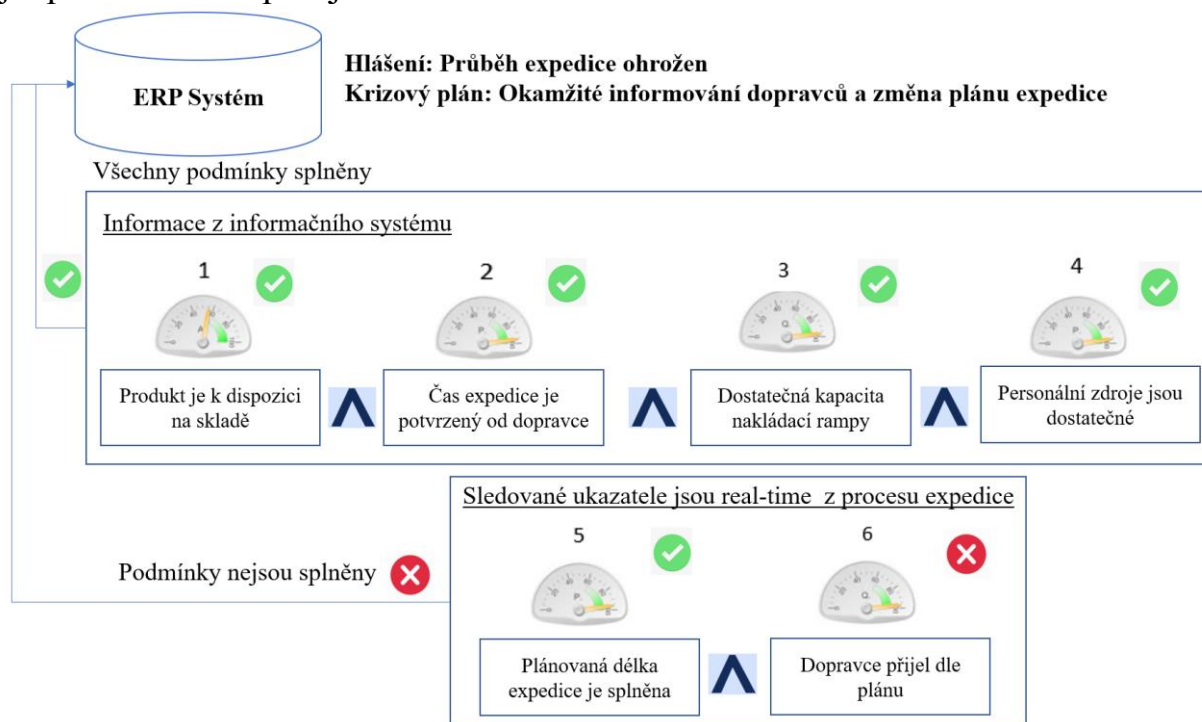 ERP Systém
Hlášení: Průběh expedice ohrožen
Krizový plán: Okamžité informování dopravců a změna plánu expedice
Všechny podmínky splněny
Informace z informačního systému
1
2
3
4
Produkt je k dispozici
na skladě
Λ
Čas expedice je
potvrzený od dopravce
Λ
Dostatečná kapacita
nakládací rampy
Λ
Personální zdroje jsou
dostatečné
Sledované ukazatele jsou real-time z procesu expedice
5
6
Podmínky nejsou splněny
Plánovaná délka
expedice je splněna
Λ
Dopravce přijel dle
plánu